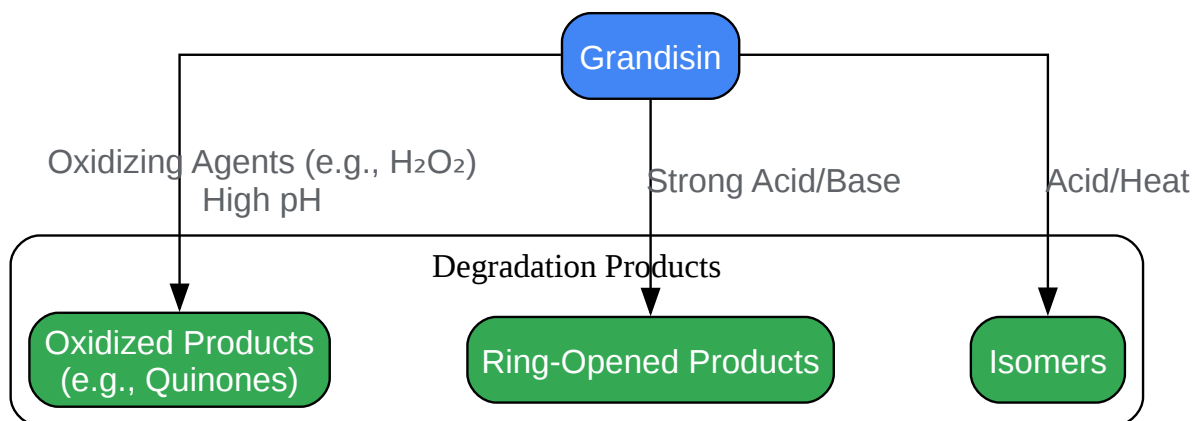 Grandisin
Oxidizing Agents (e.g., H₂O₂)
High pH
Strong Acid/Base
Acid/Heat
Degradation Products
Oxidized Products
(e.g., Quinones)
Ring-Opened Products
Isomers